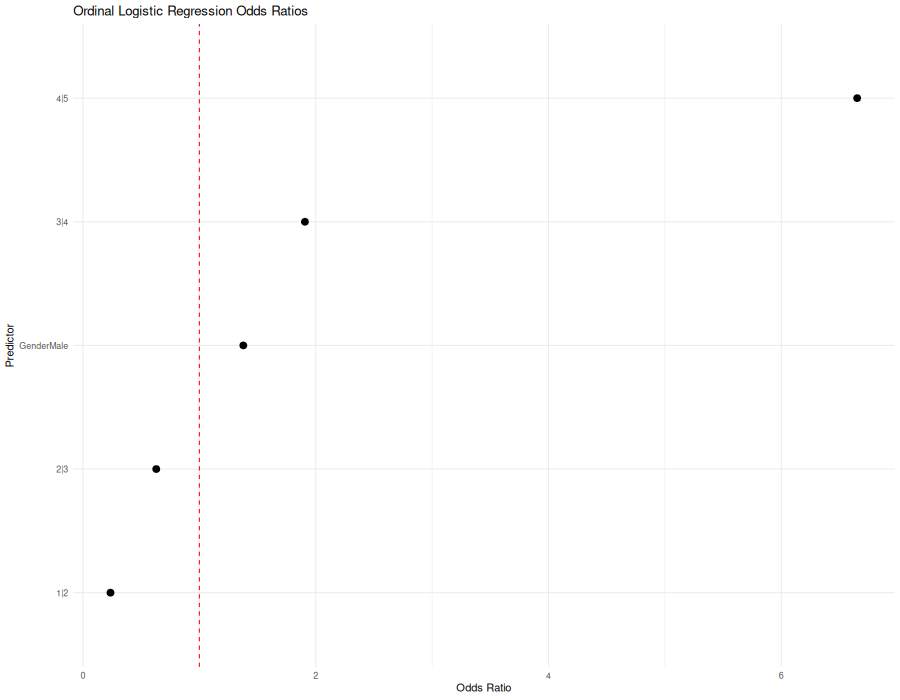 Ordinal Logistic Regression Odds Ratios
4|5
3|4
GenderMale
2|3
1|2
Predictor
0 2 4 6
Odds Ratio